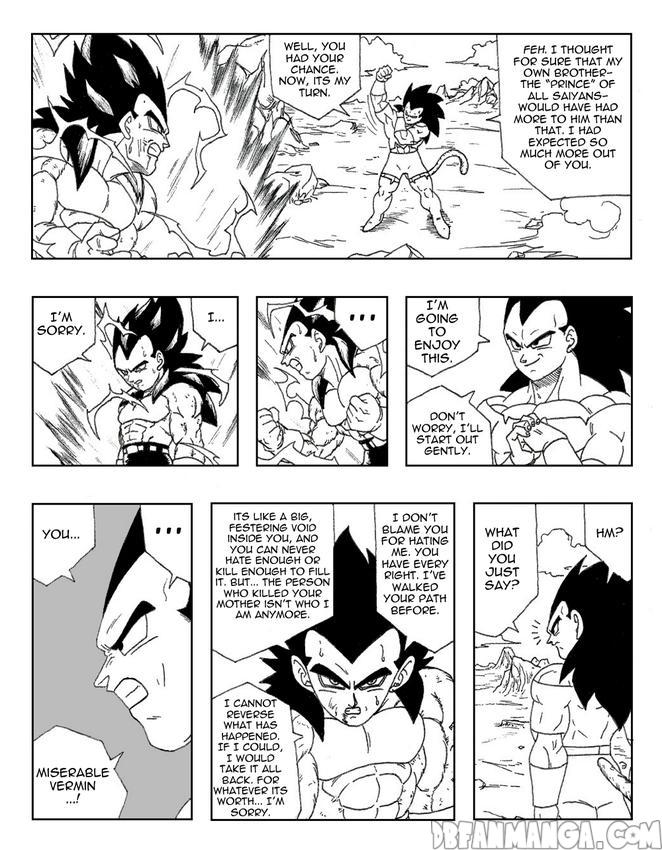 FEH. I THOUGHT
FOR SURE THAT MY
OWN BROTHER-
THE "PRINCE" OF
ALL SAIYANS-
WOULD HAVE HAD
MORE TO HIM THAN
THAT. I HAD
EXPECTED SO
MUCH MORE OUT
OF YOU.
WELL, YOU
HAD YOUR
CHANCE.
NOW, ITS MY
TURN.
I'M
GOING
TO
ENJOY
THIS.
DON'T
WORRY, I'LL
START OUT
GENTLY.
...
I...
I'M
SORRY.
HM?
WHAT
DID
YOU
JUST
SAY?
I DON'T
BLAME YOU
FOR HATING
ME. YOU
HAVE EVERY
RIGHT. I'VE
WALKED
YOUR PATH
BEFORE.
ITS LIKE A BIG,
FESTERING VOID
INSIDE YOU, AND
YOU CAN NEVER
HATE ENOUGH OR
KILL ENOUGH TO FILL
IT. BUT... THE PERSON
WHO KILLED YOUR
MOTHER ISN'T WHO I
AM ANYMORE.
I CANNOT
REVERSE
WHAT HAS
HAPPENED.
IF I COULD,
I WOULD
TAKE IT ALL
BACK. FOR
WHATEVER ITS
WORTH... I'M
SORRY.
...
YOU...
MISERABLE
VERMIN
...!
DBFANMANGA.COM